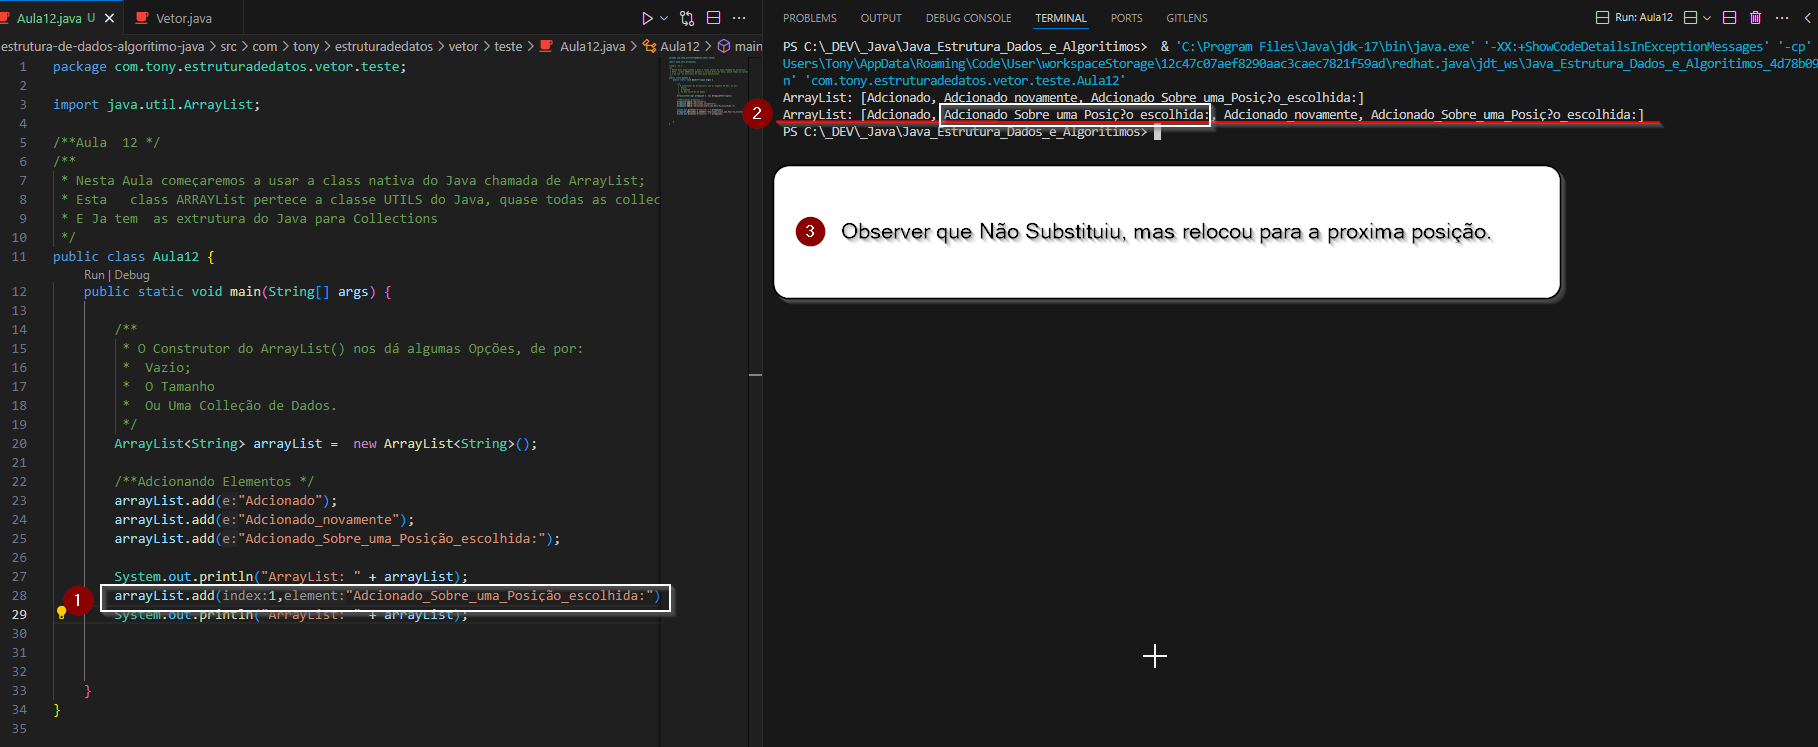 Aula12.java U
Vetor.java
estrutura-de-dados-algoritimo-java > src > com > tony > estruturadedatos > vetor > teste > Aula12.java > Aula12 > main
1 package com.tony.estruturadedatos.vetor.teste;
2
3 import java.util.ArrayList;
4
5 /**Aula  12 */
6 /**
7 * Nesta Aula começaremos a usar a class nativa do Java chamada de ArrayList;
8 * Esta   class ARRAYList pertece a classe UTILS do Java, quase todas as collec
9 * E Ja tem  as extrutura do Java para Collections
10 */
11 public class Aula12 {
Run | Debug
12 public static void main(String[] args) {
13
14 /**
15 * O Construtor do ArrayList() nos dá algumas Opções, de por:
16 *  Vazio;
17 *  O Tamanho
18 *  Ou Uma Colleção de Dados.
19 */
20 ArrayList<String> arrayList =  new ArrayList<String>();
21
22 /**Adcionando Elementos */
23 arrayList.add(e:"Adcionado");
24 arrayList.add(e:"Adcionado_novamente");
25 arrayList.add(e:"Adcionado_Sobre_uma_Posição_escolhida:");
26
27 System.out.println("ArrayList: " + arrayList);
1
28 arrayList.add(index:1,element:"Adcionado_Sobre_uma_Posição_escolhida:")
29 System.out.println("ArrayList: " + arrayList);
30
31
32
33 }
34 }
35
PROBLEMS OUTPUT DEBUG CONSOLE TERMINAL PORTS GITLENS
Run: Aula12
PS C:\_DEV\_Java\Java_Estrutura_Dados_e_Algoritimos>  & 'C:\Program Files\Java\jdk-17\bin\java.exe' '-XX:+ShowCodeDetailsInExceptionMessages' '-cp'
Users\Tony\AppData\Roaming\Code\User\workspaceStorage\12c47c07aef8290aac3caec7821f59ad\redhat.java\jdt_ws\Java_Estrutura_Dados_e_Algoritimos_4d78b09
n' 'com.tony.estruturadedatos.vetor.teste.Aula12'
ArrayList: [Adcionado, Adcionado_novamente, Adcionado_Sobre_uma_Posiç?o_escolhida:]
2
ArrayList: [Adcionado, Adcionado_Sobre_uma_Posiç?o_escolhida:, Adcionado_novamente, Adcionado_Sobre_uma_Posiç?o_escolhida:]
PS C:\_DEV\_Java\Java_Estrutura_Dados_e_Algoritimos>
3 Observer que Não Substituiu, mas relocou para a proxima posição.